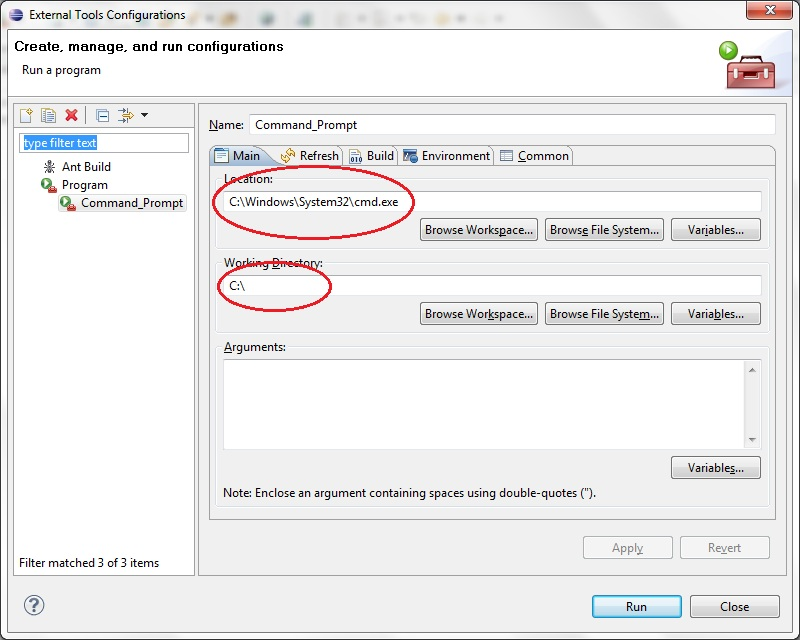 External Tools Configurations
Create, manage, and run configurations
Run a program
Name: Command_Prompt
type filter text
Main Refresh Build Environment Common
Ant Build
Program
Command_Prompt
Location:
C:\Windows\System32\cmd.exe
Browse Workspace... Browse File System... Variables...
Working Directory:
C:\
Browse Workspace... Browse File System... Variables...
Arguments:
Variables...
Note: Enclose an argument containing spaces using double-quotes (").
Apply Revert
Filter matched 3 of 3 items
? Run Close